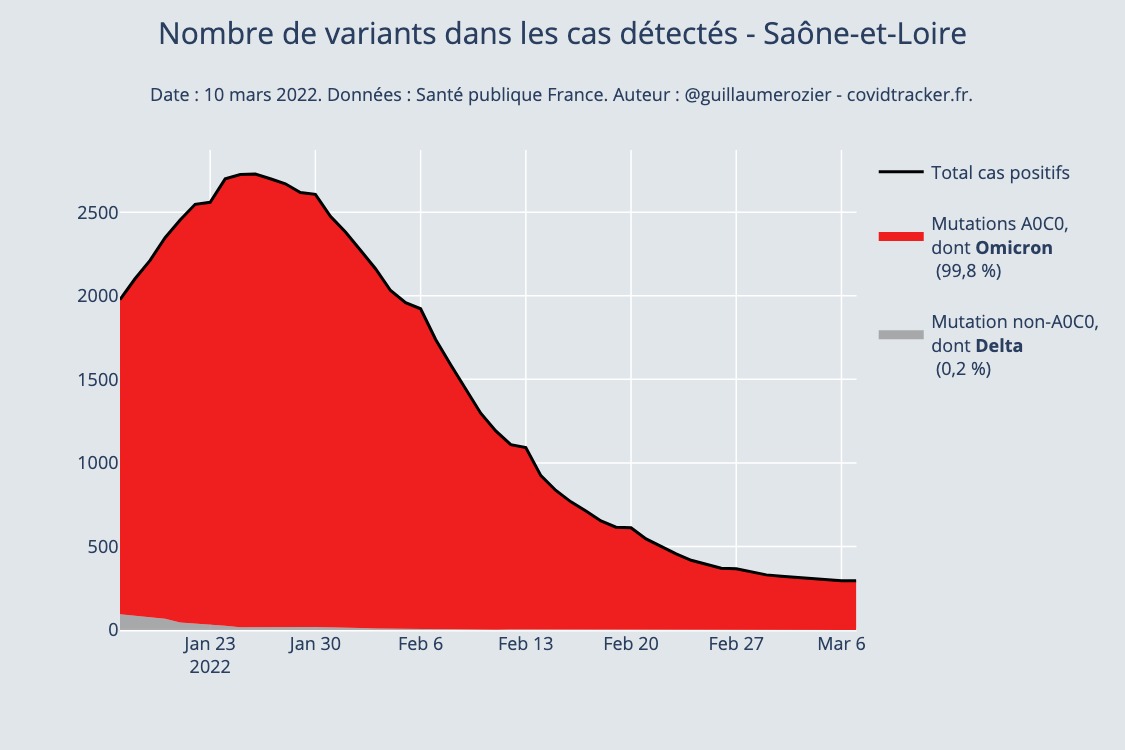 Nombre de variants dans les cas détectés - Saône-et-Loire
Date : 10 mars 2022. Données : Santé publique France. Auteur : @guillaumerozier - covidtracker.fr.
Total cas positifs
Mutations A0C0,
dont Omicron
(99,8 %)
Mutation non-A0C0,
dont Delta
(0,2 %)
2500
2000
1500
1000
500
0
Jan 23
2022
Jan 30
Feb 6
Feb 13
Feb 20
Feb 27
Mar 6